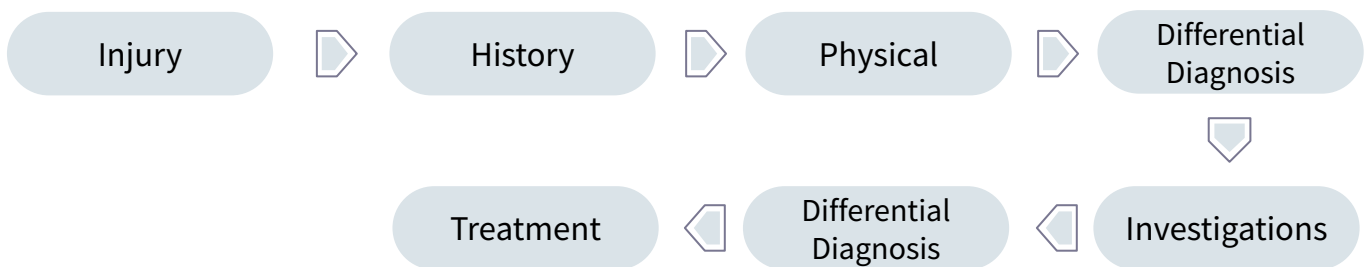 Injury
History
Physical
Differential
Diagnosis
Investigations
Differential
Diagnosis
Treatment